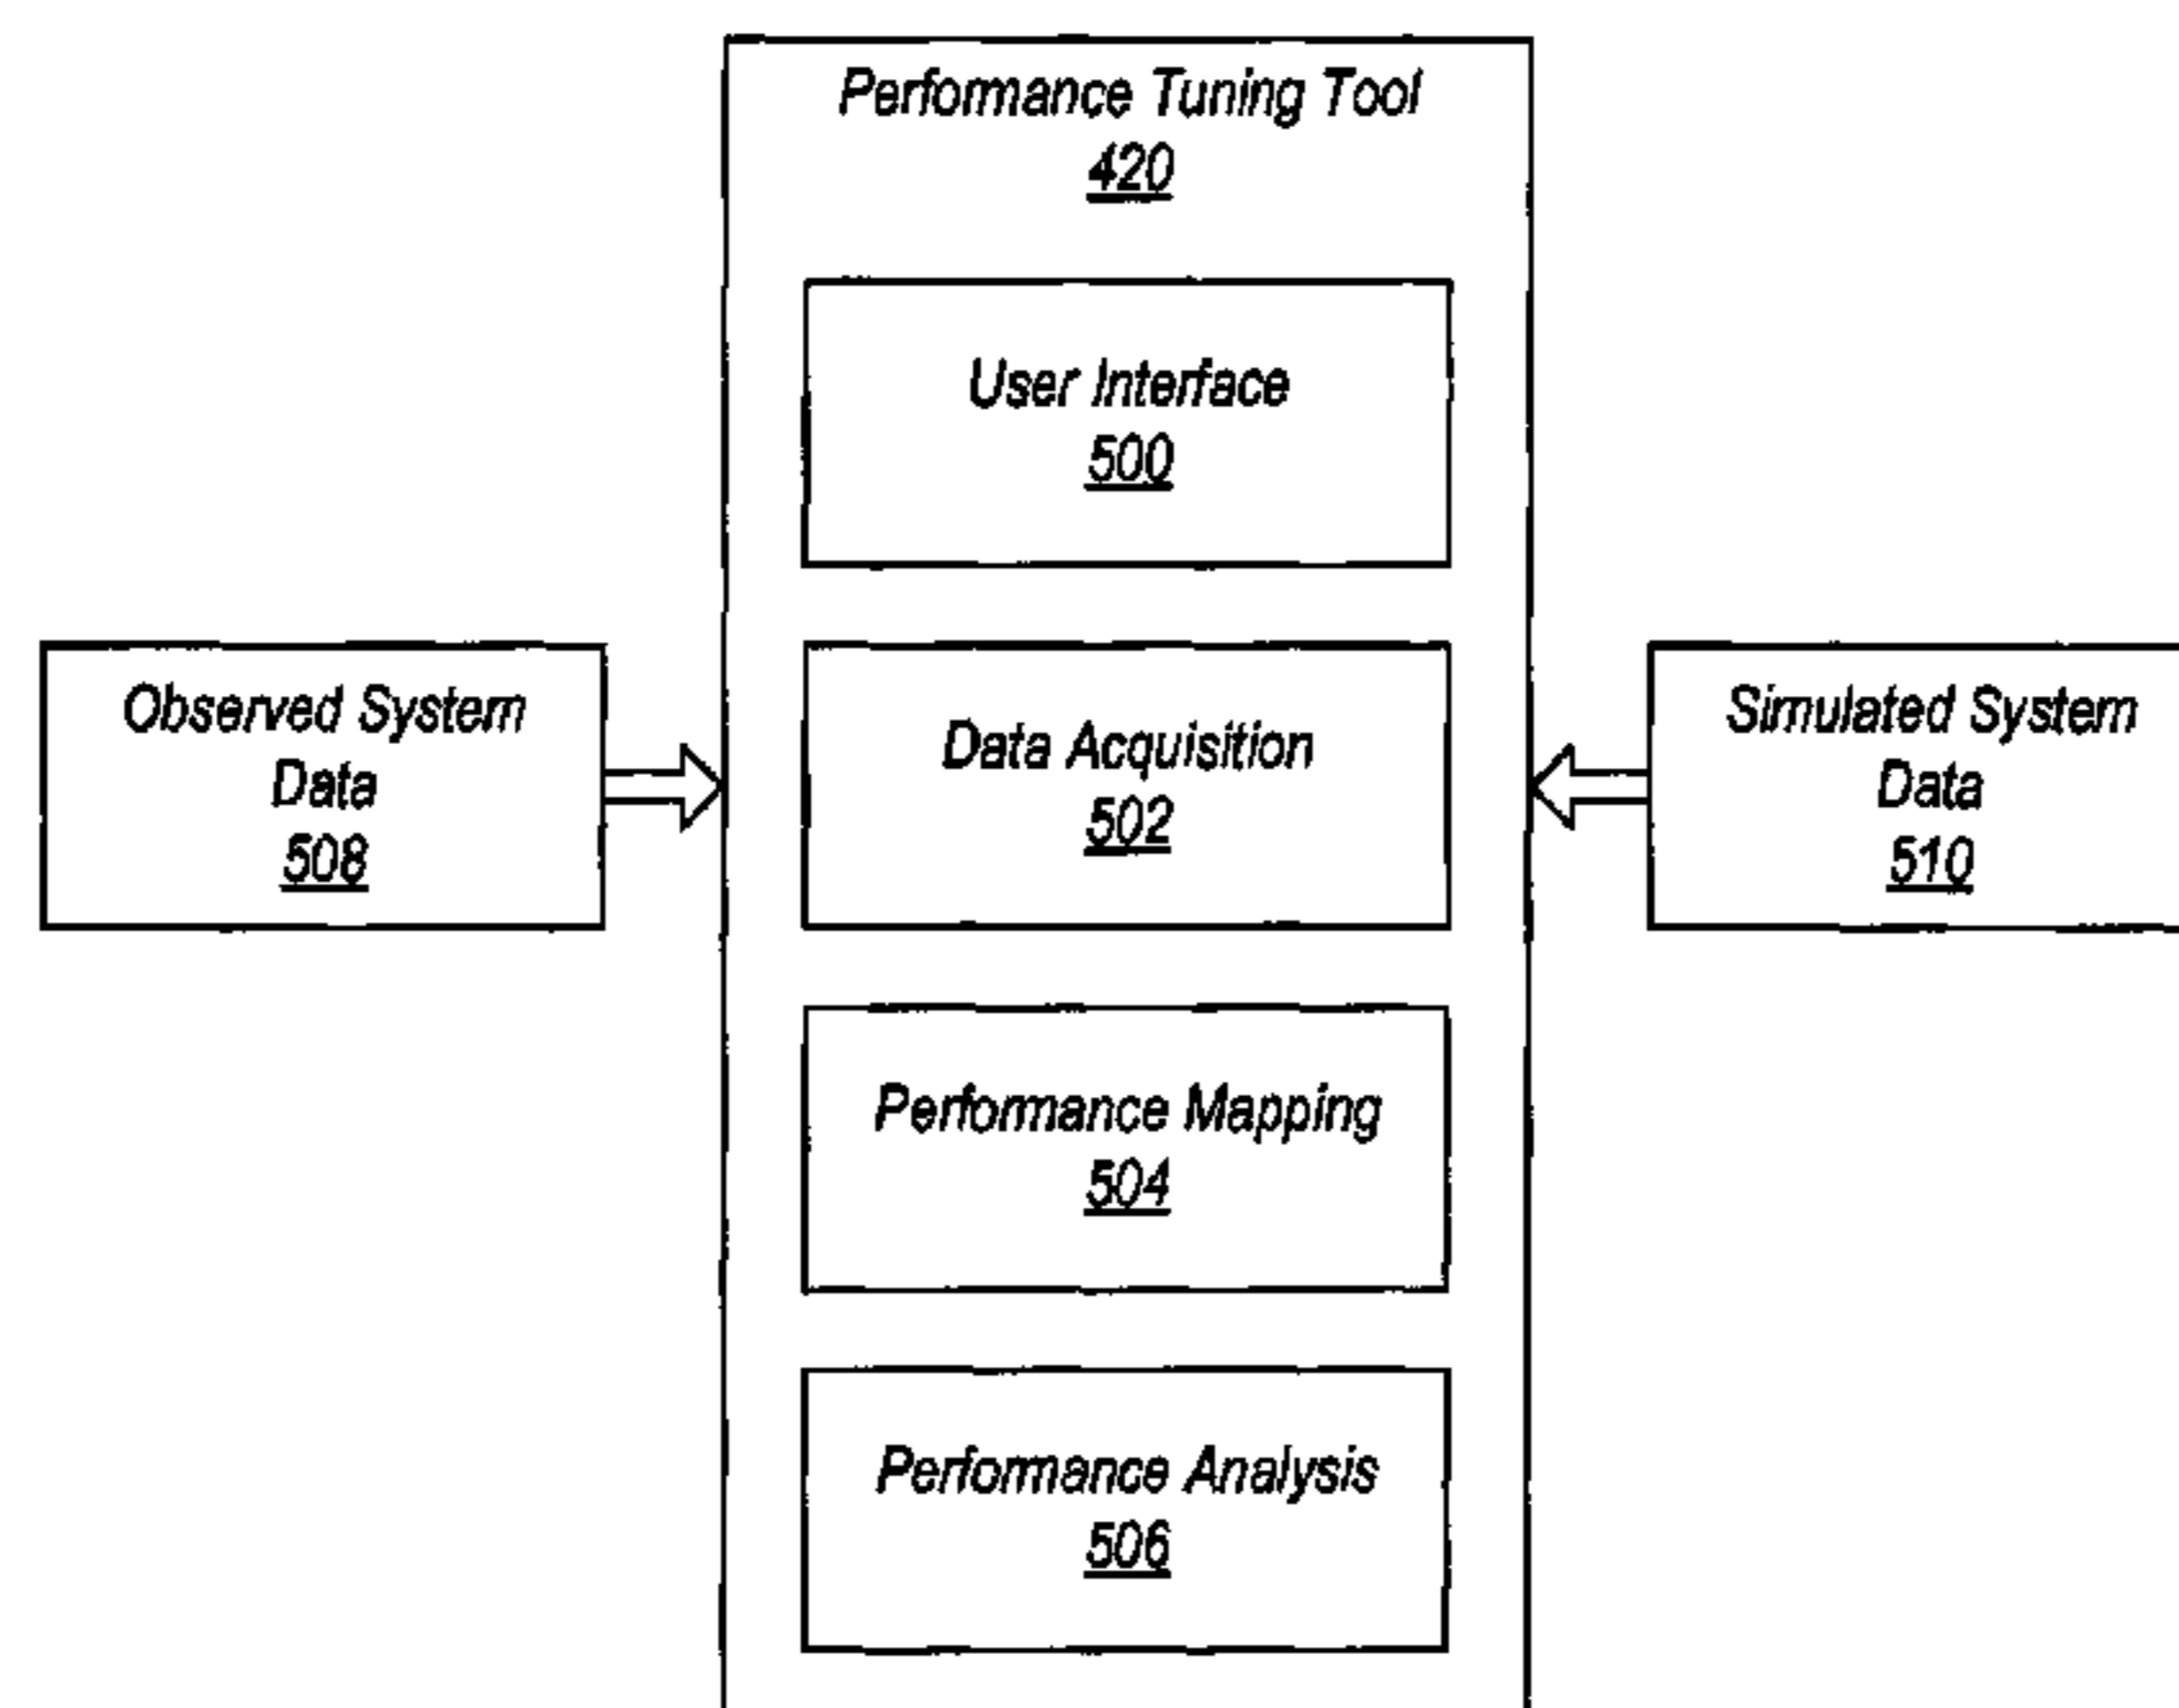 Performance Tuning Tool
420
User Interface
500
Observed System
Data
508
Data Acquisition
502
Simulated System
Data
510
Performance Mapping
504
Performance Analysis
506